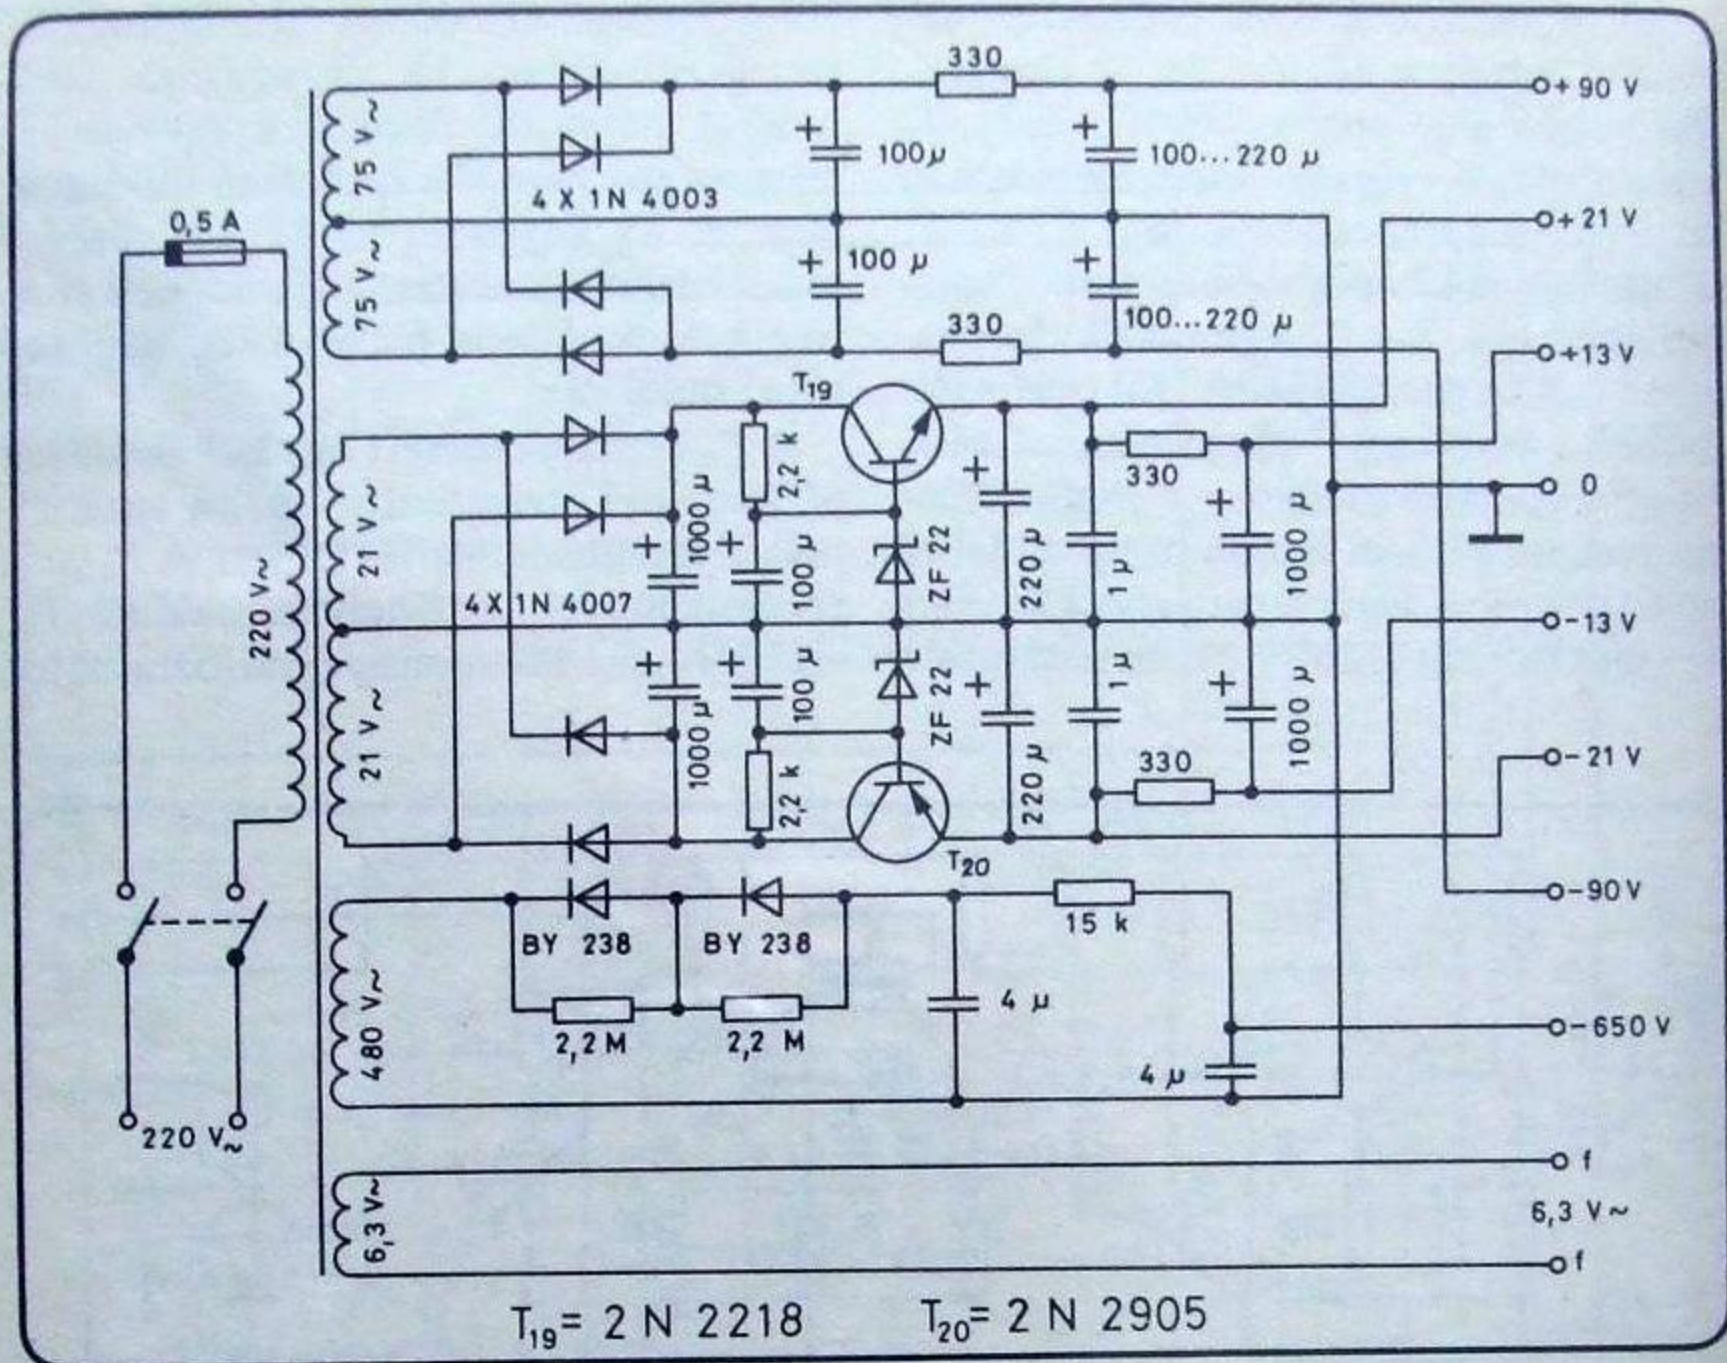 330
+ 90 V
75 V~
+
100µ
+
100...220 µ
4 X 1N 4003
0,5 A
+ 21 V
75 V~
+
100 µ
+
100...220 µ
330
+13 V
T19
2,2 k
330
21 V~
+
1000 µ
+
100 µ
ZF 22
+
220 µ
1 µ
+
1000 µ
0
4 X 1N 4007
220 V~
-13 V
21 V~
+
1000 µ
+
100 µ
ZF 22
+
220 µ
1 µ
+
1000 µ
2,2 k
330
- 21 V
T20
-90 V
BY 238
BY 238
15 k
480 V~
2,2 M
2,2 M
4 µ
-650 V
4 µ
220 V~
f
6,3 V~
6,3 V~
f
T19= 2 N 2218
T20= 2 N 2905